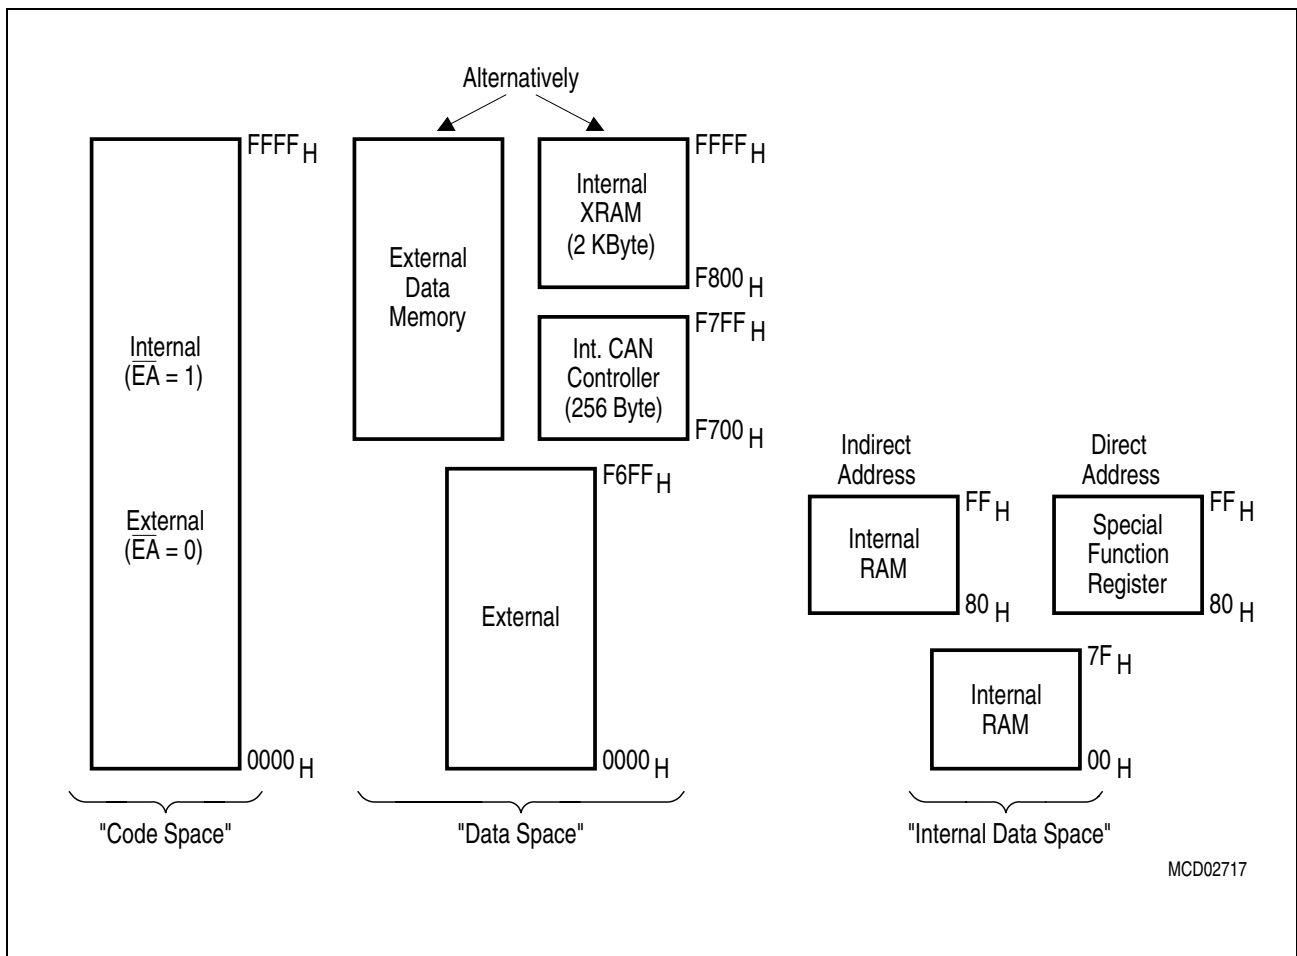 Alternatively
FFFF H
Internal
(EA = 1)
External
(EA = 0)
0000 H
"Code Space"
External
Data
Memory
FFFF H
Internal
XRAM
(2 KByte)
F800 H
F7FF H
Int. CAN
Controller
(256 Byte)
F700 H
F6FF H
External
0000 H
"Data Space"
Indirect
Address
FF H
Internal
RAM
80 H
Direct
Address
FF H
Special
Function
Register
80 H
7F H
Internal
RAM
00 H
"Internal Data Space"
MCD02717